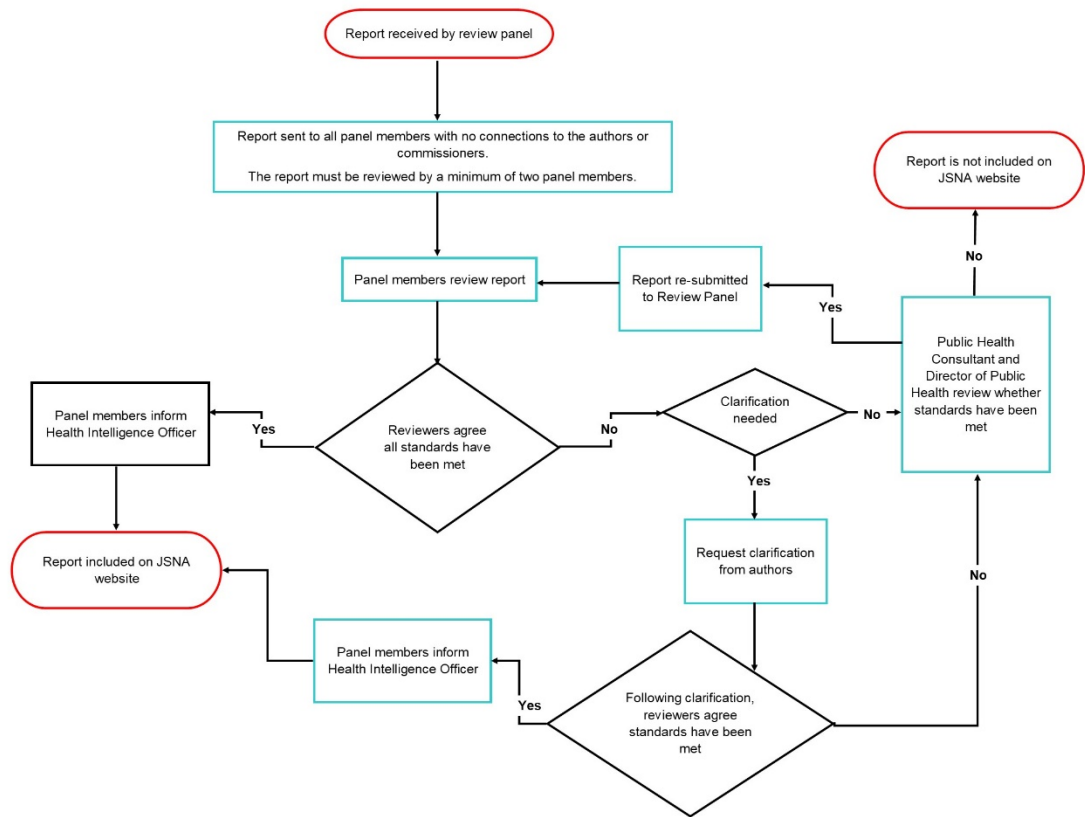 Report received by review panel
Report sent to all panel members with no connections to the authors or
commissioners.
The report must be reviewed by a minimum of two panel members.
Report is not included on
JSNA website
No
Panel members review report
Report re-submitted
to Review Panel
Yes
Public Health
Consultant and
Director of Public
Health review whether
standards have been
met
Panel members inform
Health Intelligence Officer
Yes
Reviewers agree
all standards have
been met
No
Clarification
needed
No
Yes
Report included on JSNA
website
Request clarification
from authors
No
Panel members inform
Health Intelligence Officer
Yes
Following clarification,
reviewers agree
standards have been
met